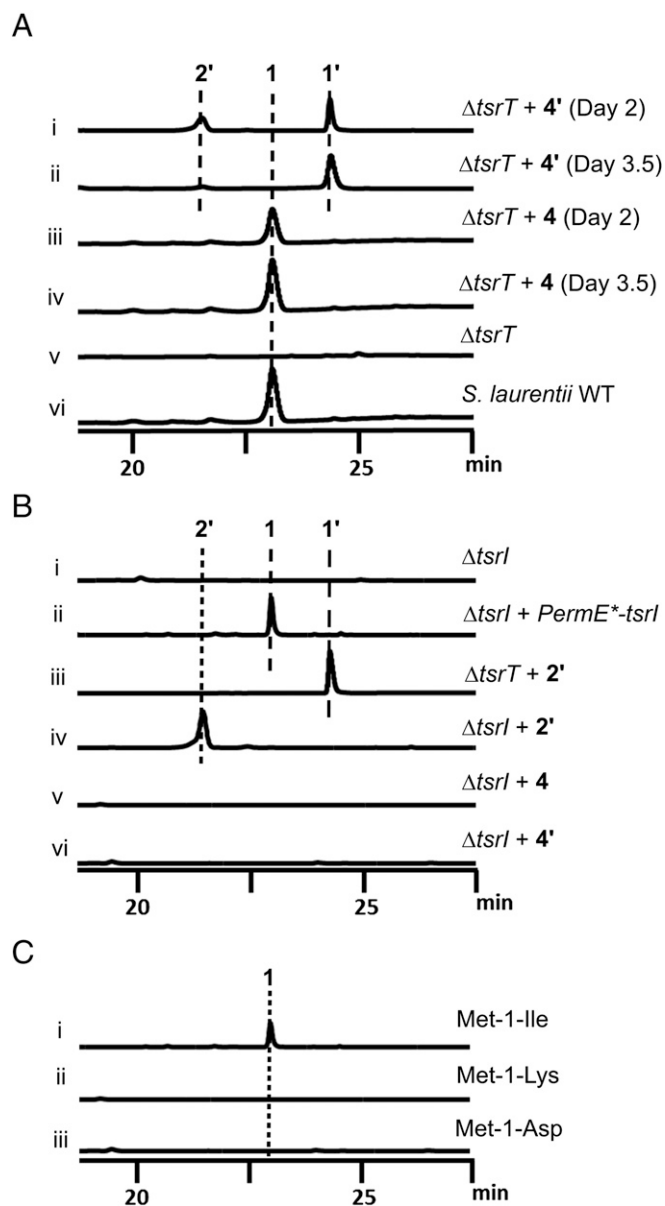 A
2' 1 1'
i ΔtsrT + 4' (Day 2)
ii ΔtsrT + 4' (Day 3.5)
iii ΔtsrT + 4 (Day 2)
iv ΔtsrT + 4 (Day 3.5)
v ΔtsrT
vi S. laurentii WT
20 25 min
B
2' 1 1'
i ΔtsrI
ii ΔtsrI + PermE*-tsrI
iii ΔtsrT + 2'
iv ΔtsrI + 2'
v ΔtsrI + 4
vi ΔtsrI + 4'
20 25 min
C
1
i Met-1-Ile
ii Met-1-Lys
iii Met-1-Asp
20 25 min